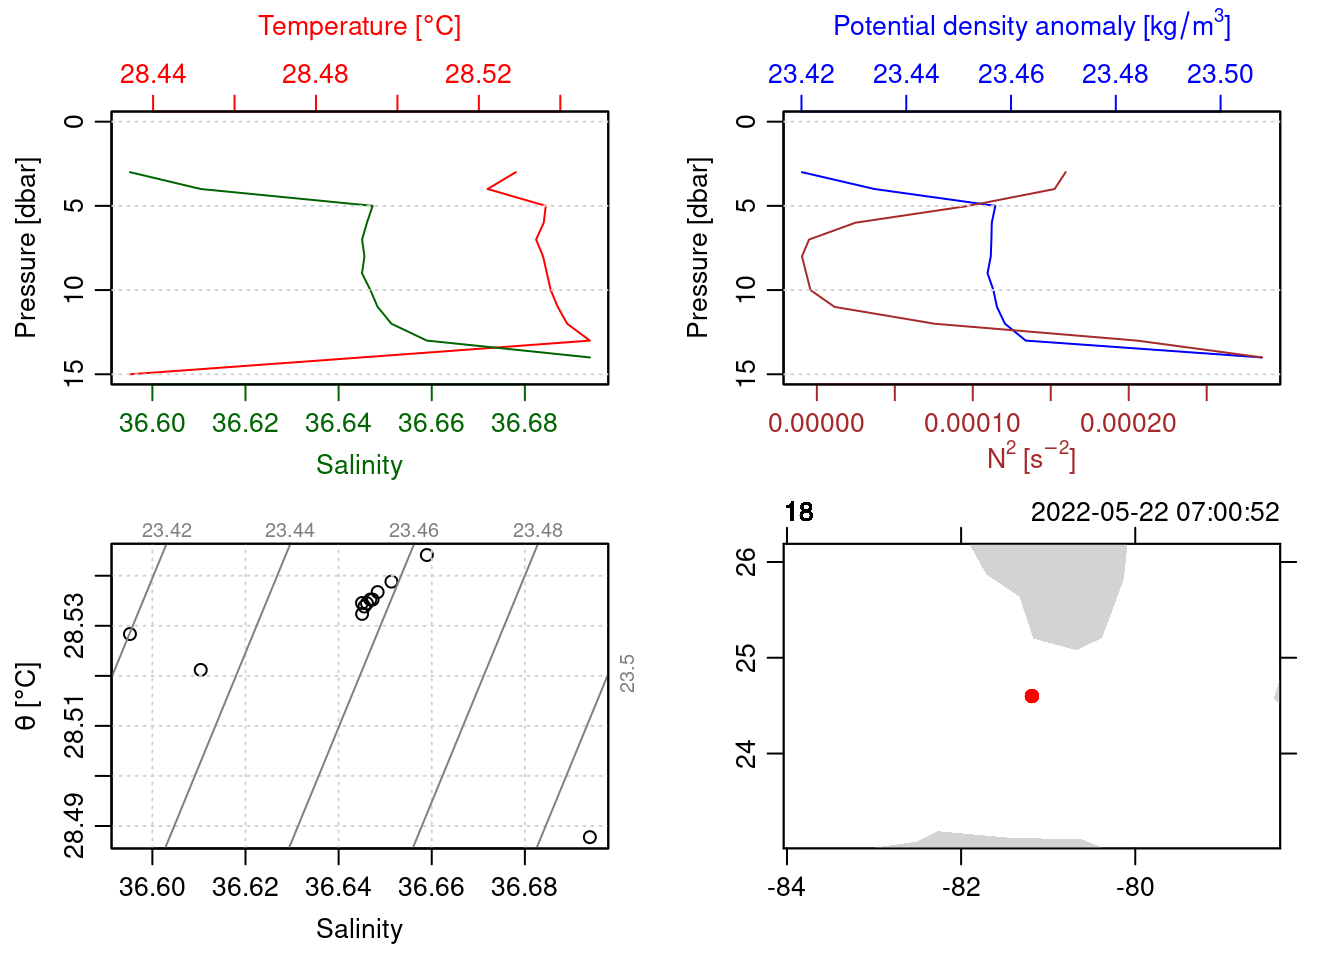 Temperature [°C]
28.44 28.48 28.52
Pressure [dbar]
0 5 10 15
36.60 36.62 36.64 36.66 36.68
Salinity
Potential density anomaly [kg/m³]
23.42 23.44 23.46 23.48 23.50
Pressure [dbar]
0 5 10 15
0.00000 0.00010 0.00020
N² [s⁻²]
23.42 23.44 23.46 23.48
23.5
θ [°C]
28.53 28.51 28.49
36.60 36.62 36.64 36.66 36.68
Salinity
18 2022-05-22 07:00:52
26 25 24
-84 -82 -80